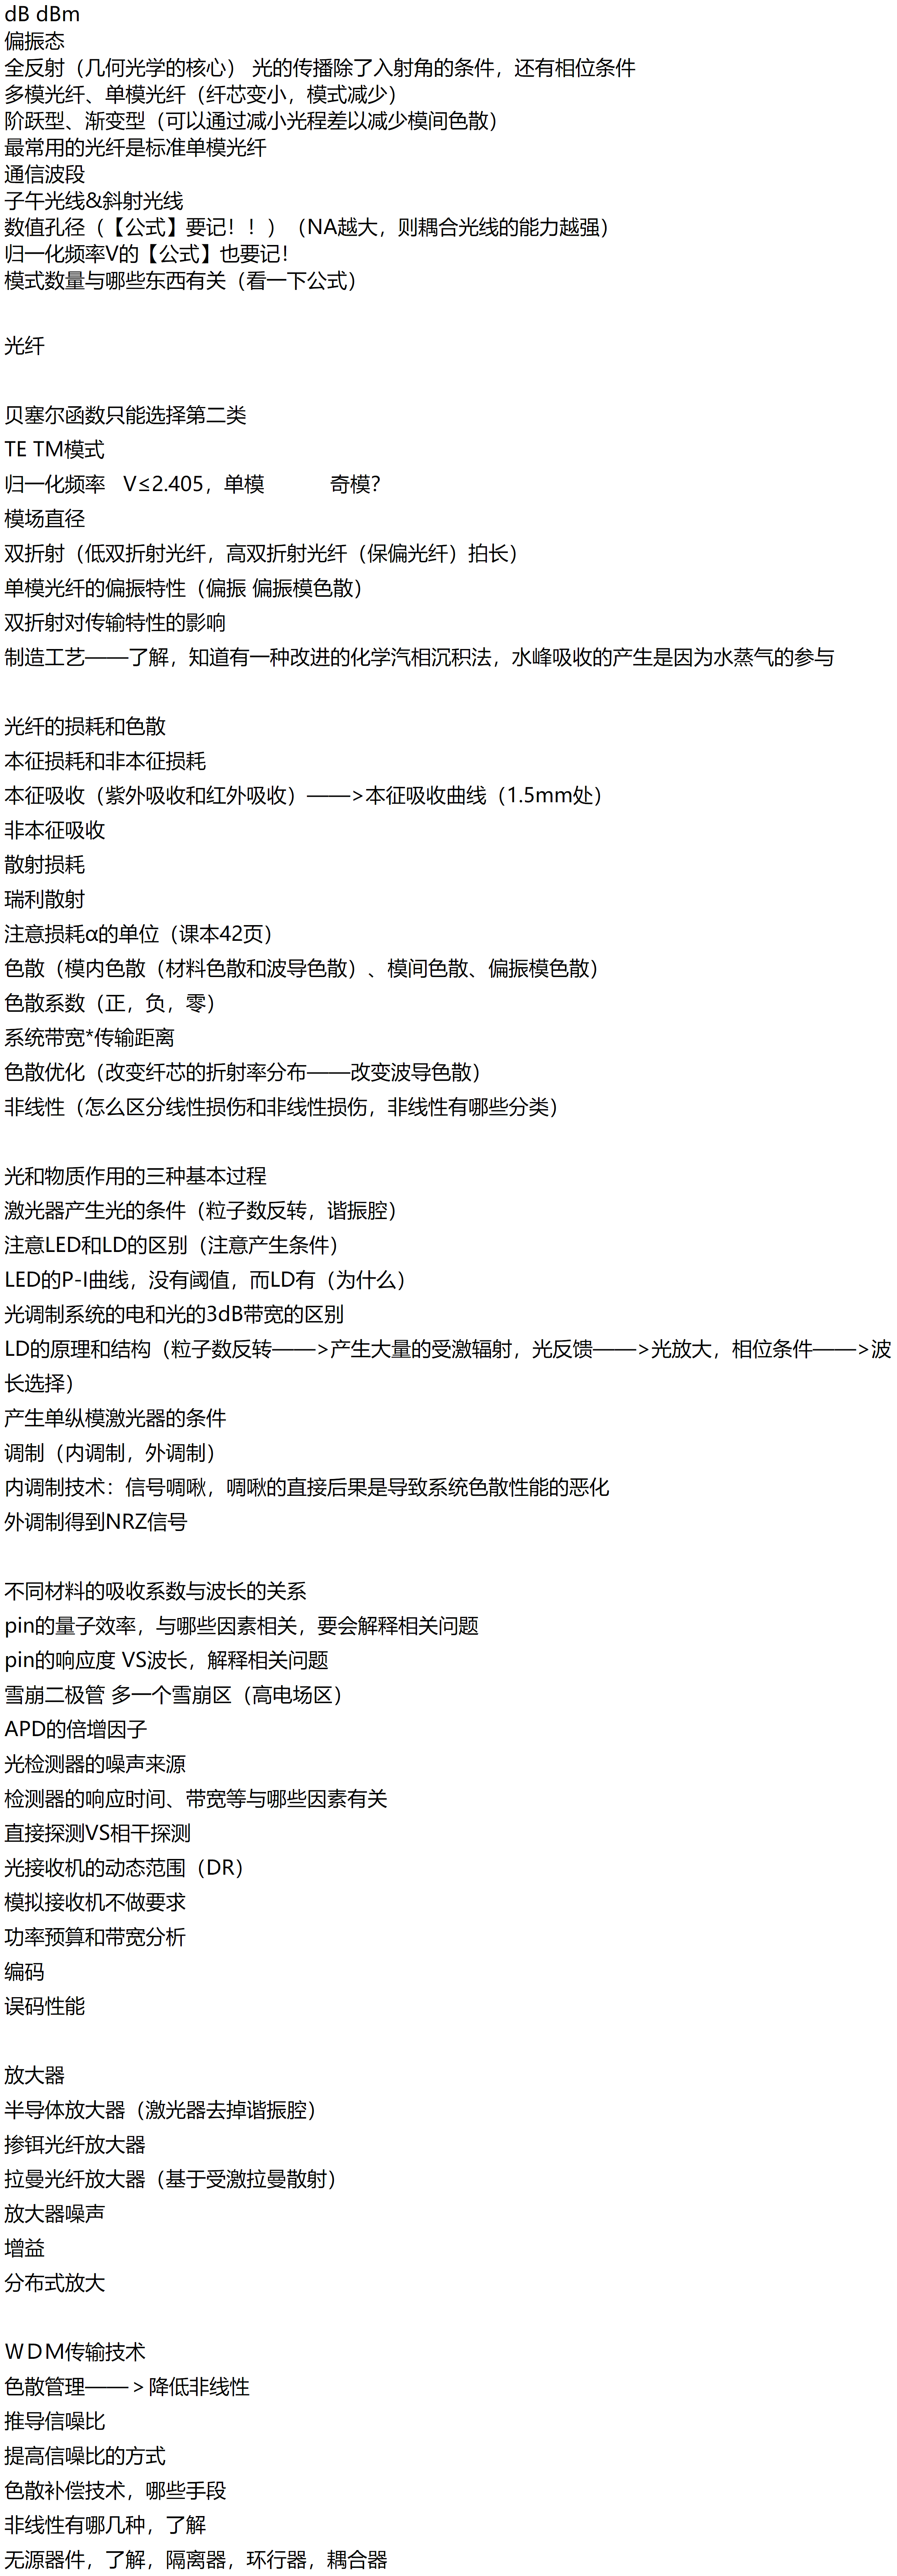 dB dBm
偏振态
全反射（几何光学的核心） 光的传播除了入射角的条件，还有相位条件
多模光纤、单模光纤（纤芯变小，模式减少）
阶跃型、渐变型（可以通过减小光程差以减少模间色散）
最常用的光纤是标准单模光纤
通信波段
子午光线&斜射光线
数值孔径（【公式】要记！！）（NA越大，则耦合光线的能力越强）
归一化频率V的【公式】也要记！
模式数量与哪些东西有关（看一下公式）
光纤
贝塞尔函数只能选择第二类
TE TM模式
归一化频率 V≤2.405，单模 奇模？
模场直径
双折射（低双折射光纤，高双折射光纤（保偏光纤）拍长）
单模光纤的偏振特性（偏振 偏振模色散）
双折射对传输特性的影响
制造工艺——了解，知道有一种改进的化学汽相沉积法，水峰吸收的产生是因为水蒸气的参与
光纤的损耗和色散
本征损耗和非本征损耗
本征吸收（紫外吸收和红外吸收）——>本征吸收曲线（1.5mm处）
非本征吸收
散射损耗
瑞利散射
注意损耗α的单位（课本42页）
色散（模内色散（材料色散和波导色散）、模间色散、偏振模色散）
色散系数（正，负，零）
系统带宽*传输距离
色散优化（改变纤芯的折射率分布——改变波导色散）
非线性（怎么区分线性损伤和非线性损伤，非线性有哪些分类）
光和物质作用的三种基本过程
激光器产生光的条件（粒子数反转，谐振腔）
注意LED和LD的区别（注意产生条件）
LED的P-I曲线，没有阈值，而LD有（为什么）
光调制系统的电和光的3dB带宽的区别
LD的原理和结构（粒子数反转——>产生大量的受激辐射，光反馈——>光放大，相位条件——>波
长选择）
产生单纵模激光器的条件
调制（内调制，外调制）
内调制技术：信号啁啾，啁啾的直接后果是导致系统色散性能的恶化
外调制得到NRZ信号
不同材料的吸收系数与波长的关系
pin的量子效率，与哪些因素相关，要会解释相关问题
pin的响应度 VS波长，解释相关问题
雪崩二极管 多一个雪崩区（高电场区）
APD的倍增因子
光检测器的噪声来源
检测器的响应时间、带宽等与哪些因素有关
直接探测VS相干探测
光接收机的动态范围（DR）
模拟接收机不做要求
功率预算和带宽分析
编码
误码性能
放大器
半导体放大器（激光器去掉谐振腔）
掺铒光纤放大器
拉曼光纤放大器（基于受激拉曼散射）
放大器噪声
增益
分布式放大
ＷＤＭ传输技术
色散管理——＞降低非线性
推导信噪比
提高信噪比的方式
色散补偿技术，哪些手段
非线性有哪几种，了解
无源器件，了解，隔离器，环行器，耦合器